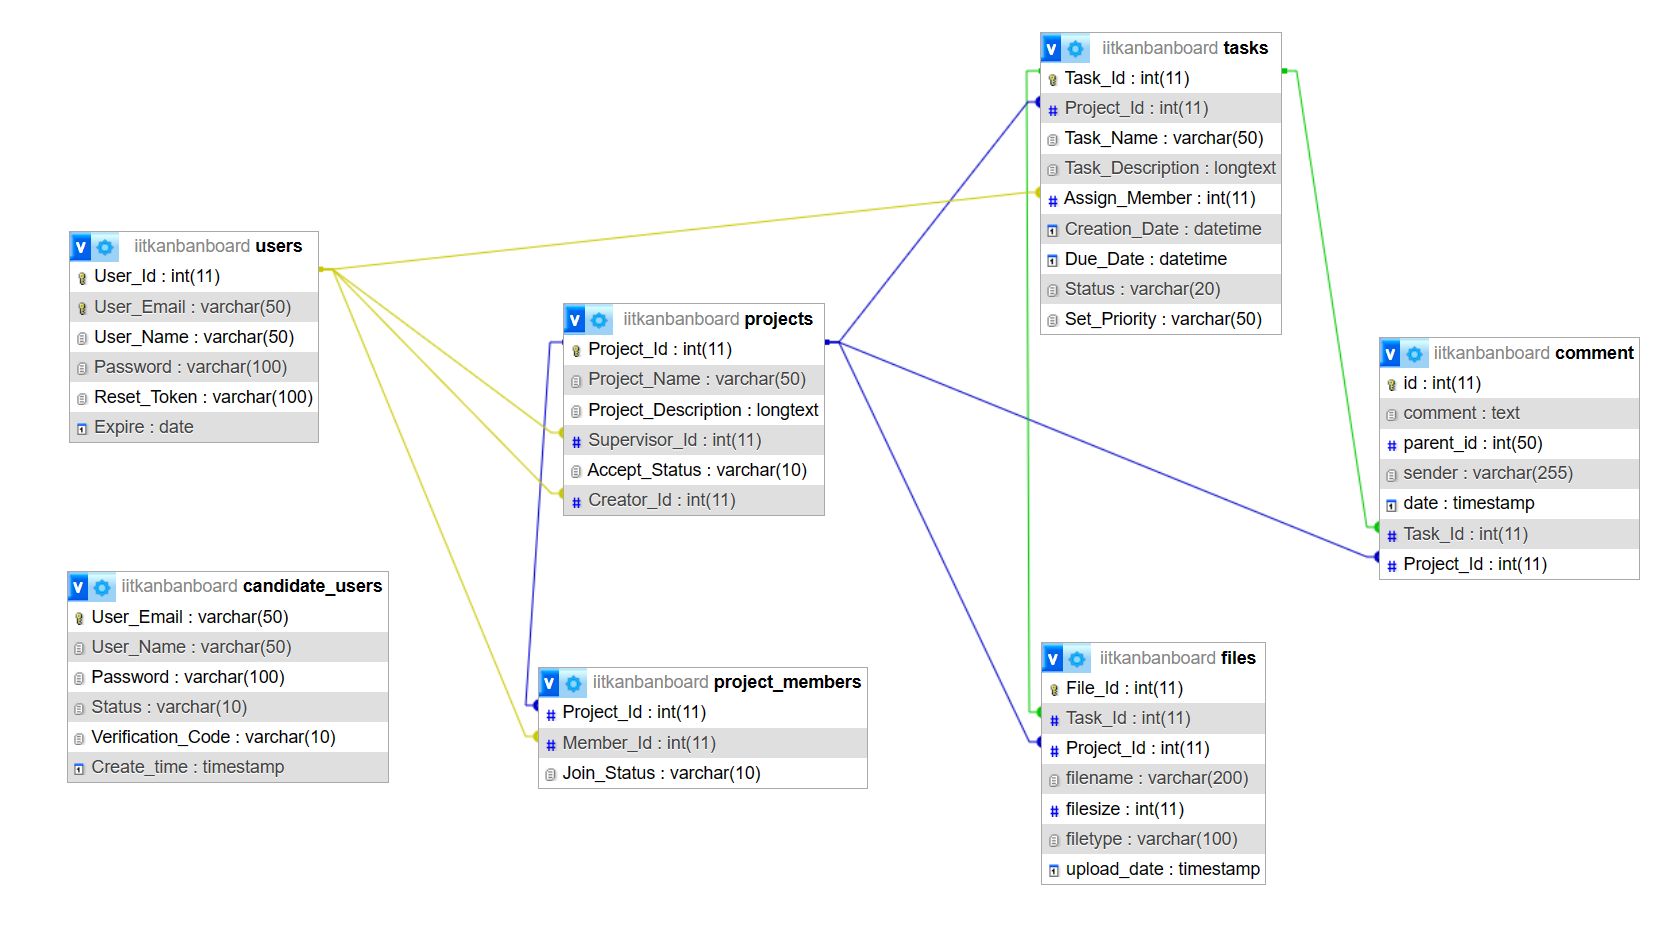 v iitkanbanboard tasks
Task_Id : int(11)
# Project_Id : int(11)
Task_Name : varchar(50)
Task_Description : longtext
# Assign_Member : int(11)
Creation_Date : datetime
Due_Date : datetime
Status : varchar(20)
Set_Priority : varchar(50)
v iitkanbanboard users
User_Id : int(11)
User_Email : varchar(50)
User_Name : varchar(50)
Password : varchar(100)
Reset_Token : varchar(100)
Expire : date
v iitkanbanboard projects
Project_Id : int(11)
Project_Name : varchar(50)
Project_Description : longtext
# Supervisor_Id : int(11)
Accept_Status : varchar(10)
# Creator_Id : int(11)
v iitkanbanboard comment
id : int(11)
comment : text
# parent_id : int(50)
sender : varchar(255)
date : timestamp
# Task_Id : int(11)
# Project_Id : int(11)
v iitkanbanboard candidate_users
User_Email : varchar(50)
User_Name : varchar(50)
Password : varchar(100)
Status : varchar(10)
Verification_Code : varchar(10)
Create_time : timestamp
v iitkanbanboard project_members
# Project_Id : int(11)
# Member_Id : int(11)
Join_Status : varchar(10)
v iitkanbanboard files
File_Id : int(11)
# Task_Id : int(11)
# Project_Id : int(11)
filename : varchar(200)
# filesize : int(11)
filetype : varchar(100)
upload_date : timestamp